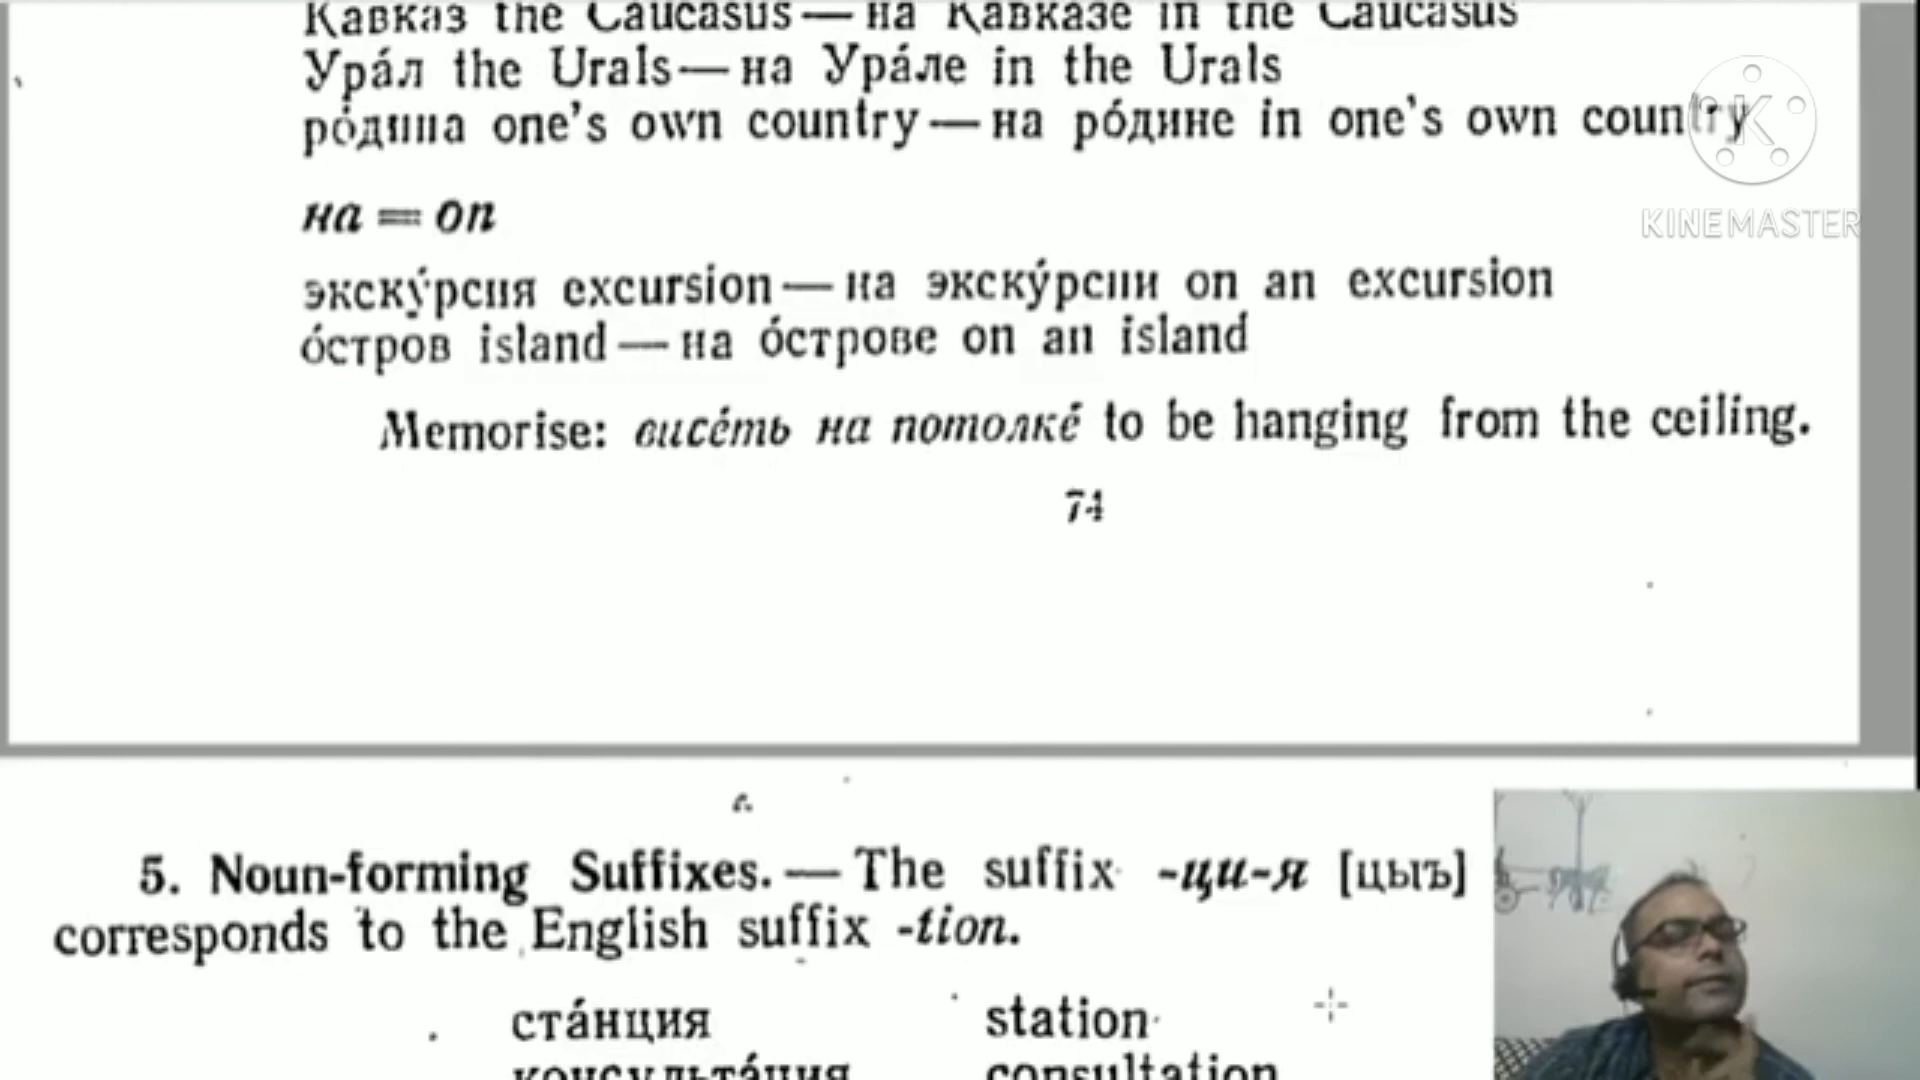 Кавказ the Caucasus — на Кавказе in the Caucasus
Ура́л the Urals — на Ура́ле in the Urals
ро́дина one's own country — на ро́дине in one's own country
KINEMASTER
на = on
экску́рсия excursion — на экску́рсии on an excursion
о́стров island — на о́строве on an island
Memorise: висе́ть на потолке́ to be hanging from the ceiling.
74
5. Noun-forming Suffixes. — The suffix -ци-я [цыъ]
corresponds to the English suffix -tion.
ста́нция station
консульта́ция consultation